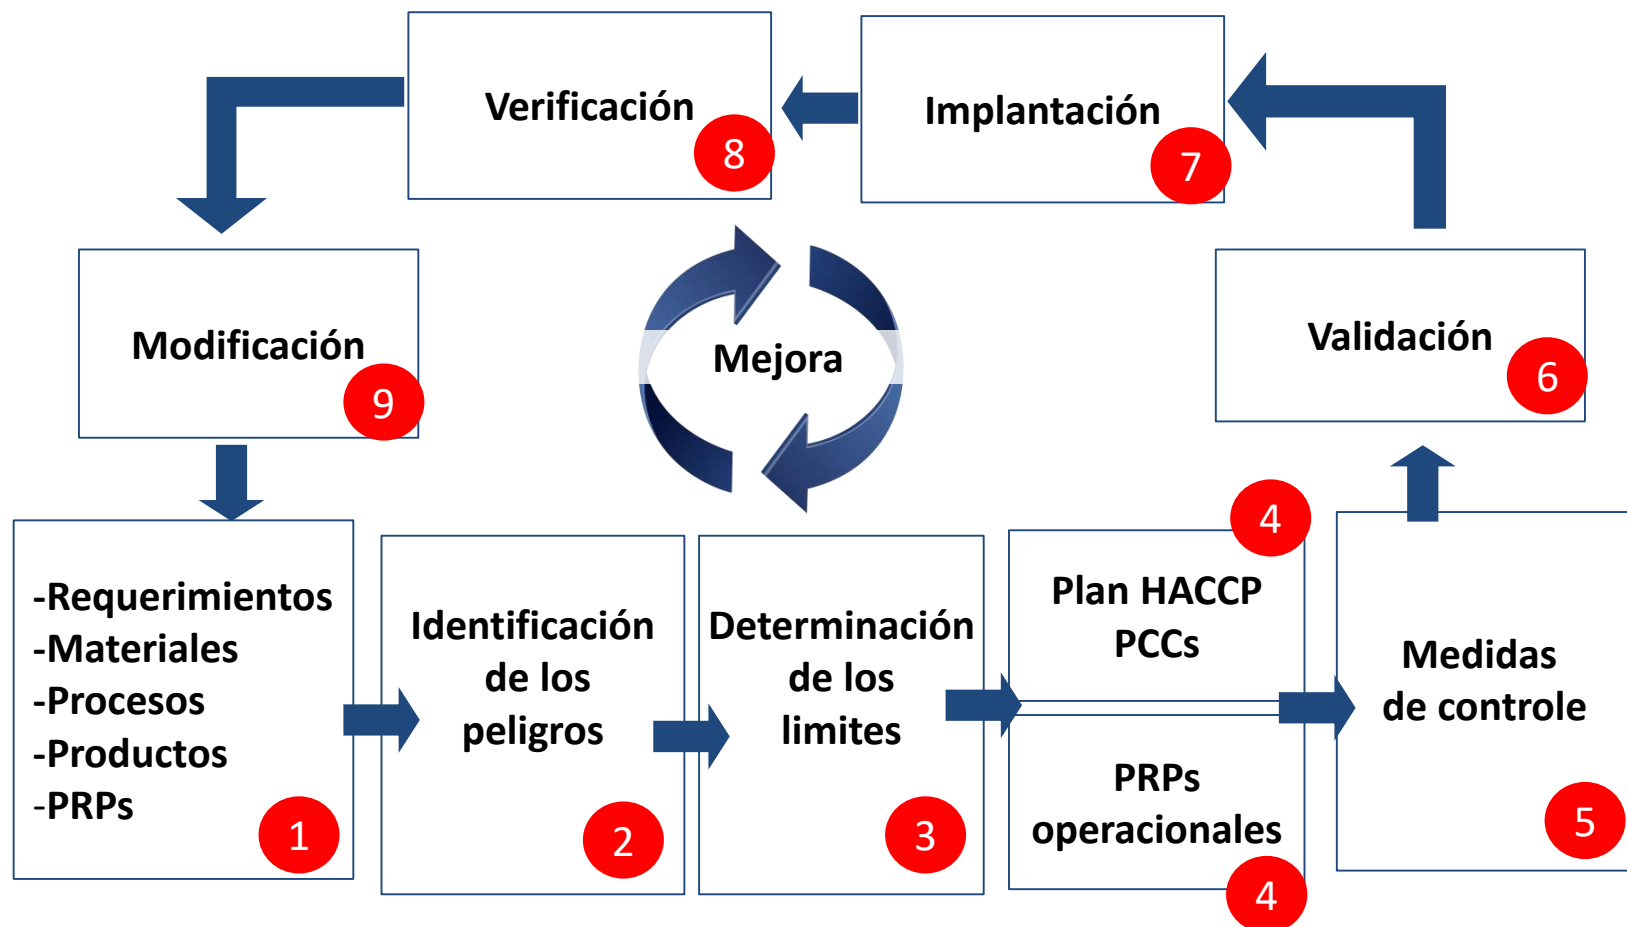 Verificación
8
Implantación
7
Modificación
9
Mejora
Validación
6
-Requerimientos
-Materiales
-Procesos
-Productos
-PRPs
1
Identificación
de los
peligros
2
Determinación
de los
limites
3
4
Plan HACCP
PCCs
PRPs
operacionales
4
Medidas
de controle
5